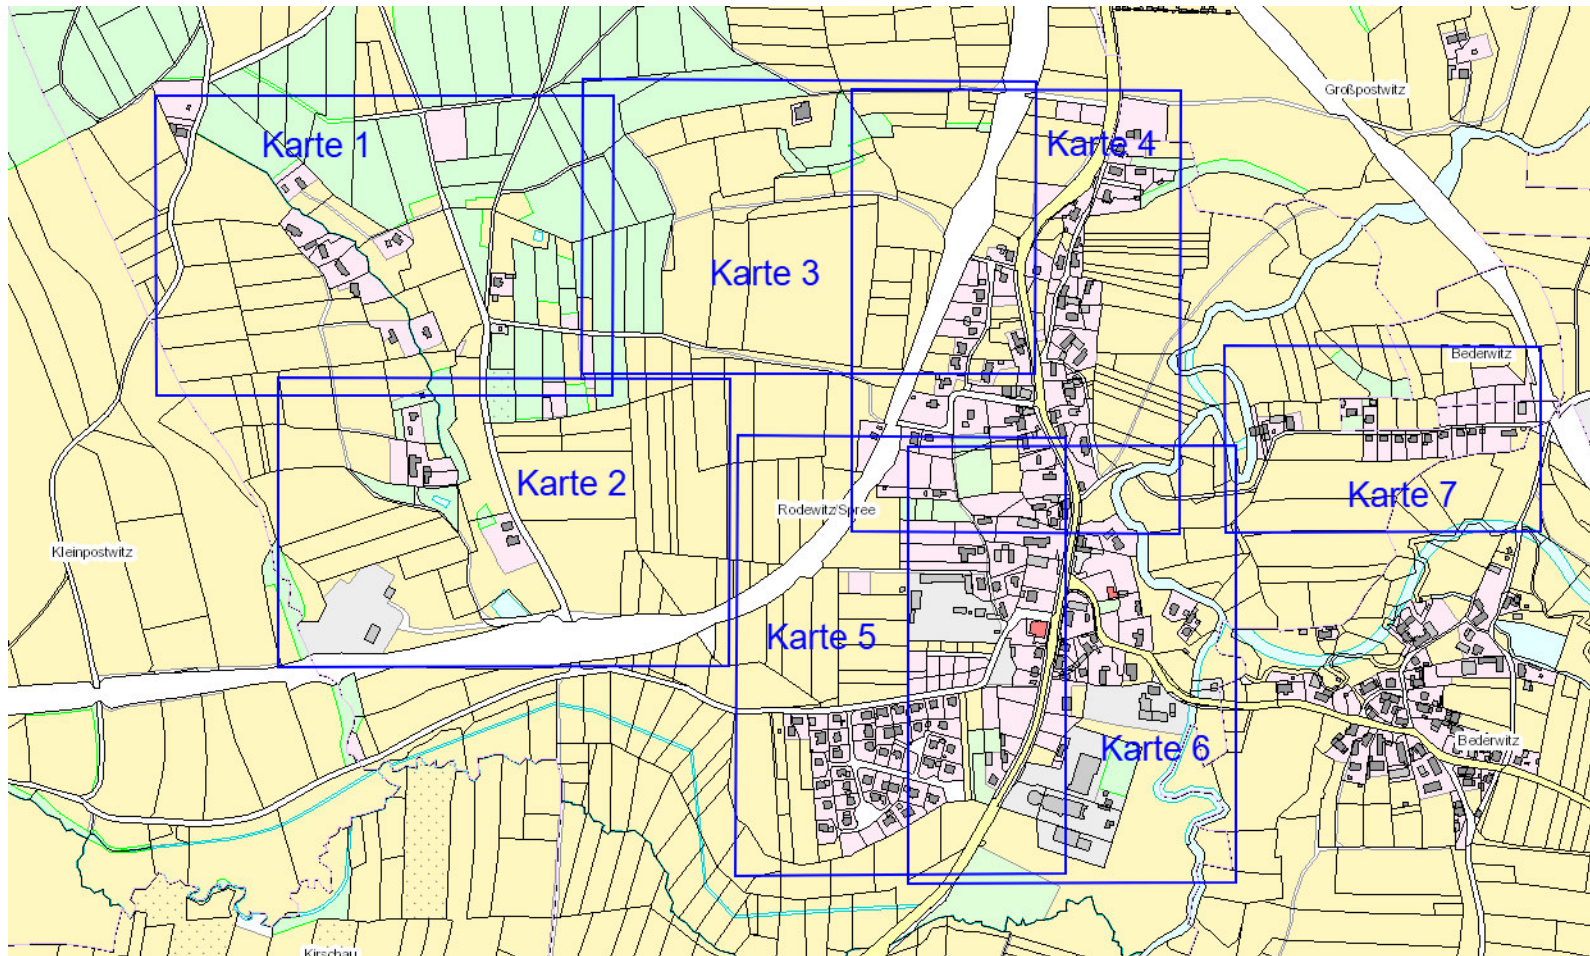 Großpostwitz
Karte 1
Karte 4
Karte 3
Bederwitz
Karte 2
Karte 7
Rodewitz/Spree
Kleinpostwitz
Karte 5
Karte 6
Bederwitz
Kirschau